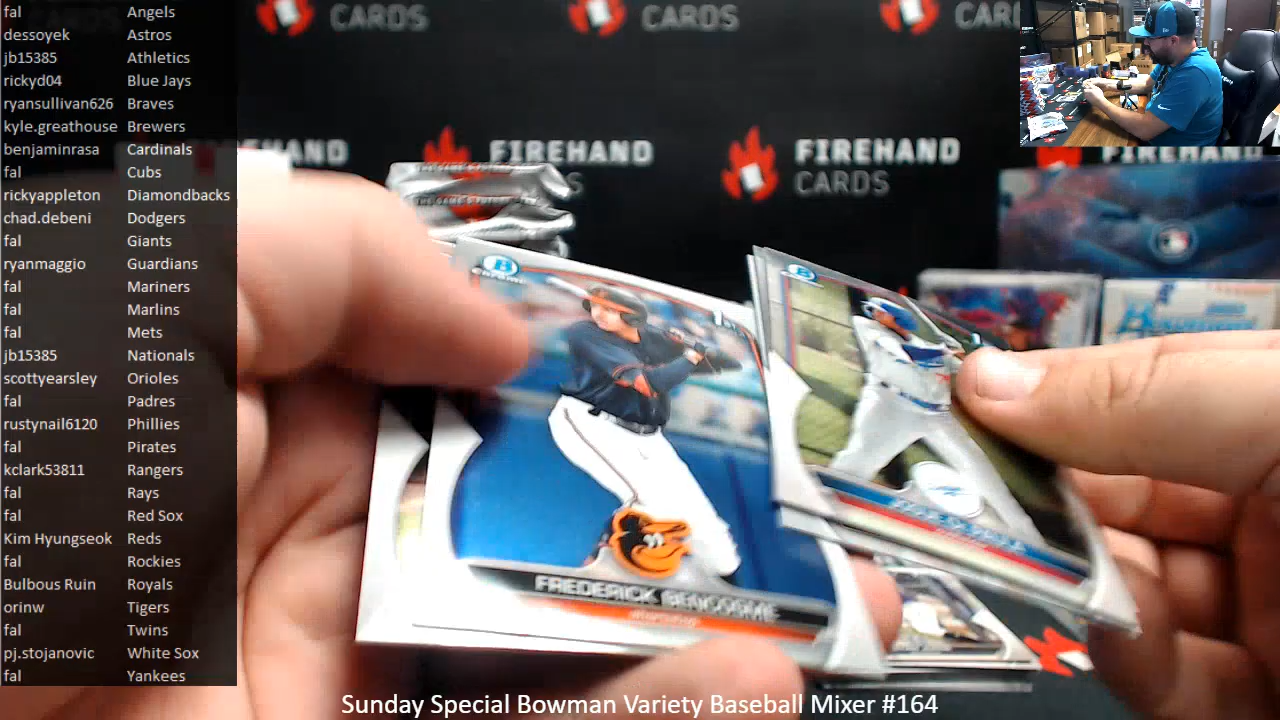 fal Angels
dessoyek Astros
jb15385 Athletics
rickyd04 Blue Jays
ryansullivan626 Braves
kyle.greathouse Brewers
benjaminrasa Cardinals
fal Cubs
rickyappleton Diamondbacks
chad.debeni Dodgers
fal Giants
ryanmaggio Guardians
fal Mariners
fal Marlins
fal Mets
jb15385 Nationals
scottyearsley Orioles
fal Padres
rustynail6120 Phillies
fal Pirates
kclark53811 Rangers
fal Rays
fal Red Sox
Kim Hyungseok Reds
fal Rockies
Bulbous Ruin Royals
orinw Tigers
fal Twins
pj.stojanovic White Sox
fal Yankees
CARDS
CARDS
CAR
FIREHAND
CARDS
FIREHAND
CARDS
B
CHROME
1st
FREDERICK BENCOSME
B
Sunday Special Bowman Variety Baseball Mixer #164